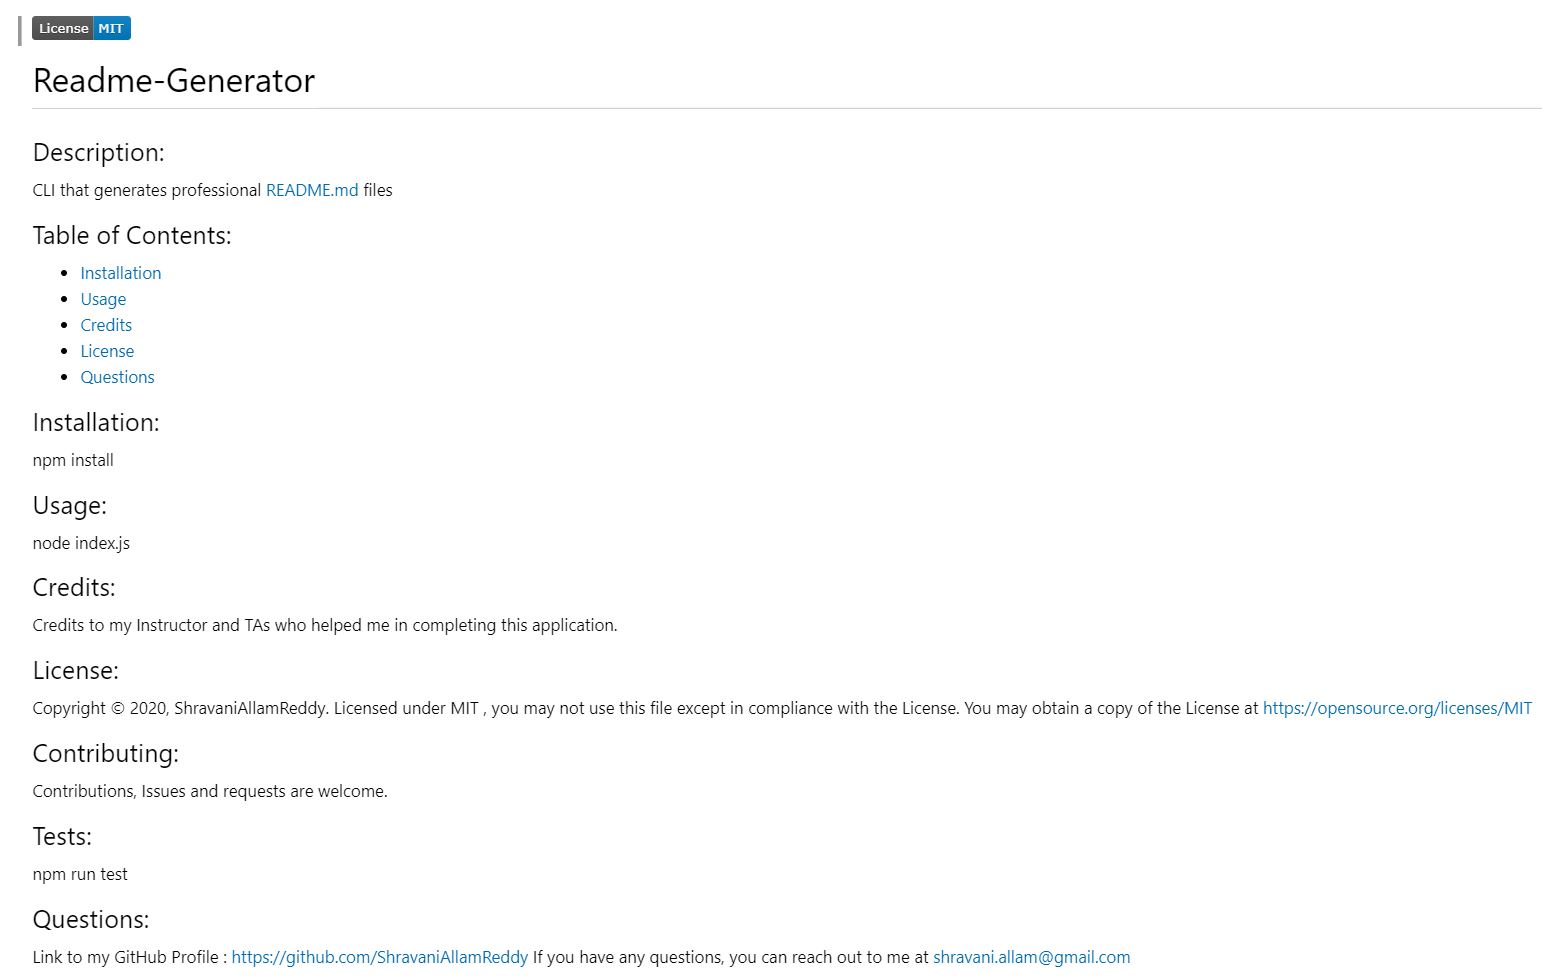 License MIT
Readme-Generator
Description:
CLI that generates professional README.md files
Table of Contents:
Installation
Usage
Credits
License
Questions
Installation:
npm install
Usage:
node index.js
Credits:
Credits to my Instructor and TAs who helped me in completing this application.
License:
Copyright © 2020, ShravaniAllamReddy. Licensed under MIT , you may not use this file except in compliance with the License. You may obtain a copy of the License at https://opensource.org/licenses/MIT
Contributing:
Contributions, Issues and requests are welcome.
Tests:
npm run test
Questions:
Link to my GitHub Profile : https://github.com/ShravaniAllamReddy If you have any questions, you can reach out to me at shravani.allam@gmail.com